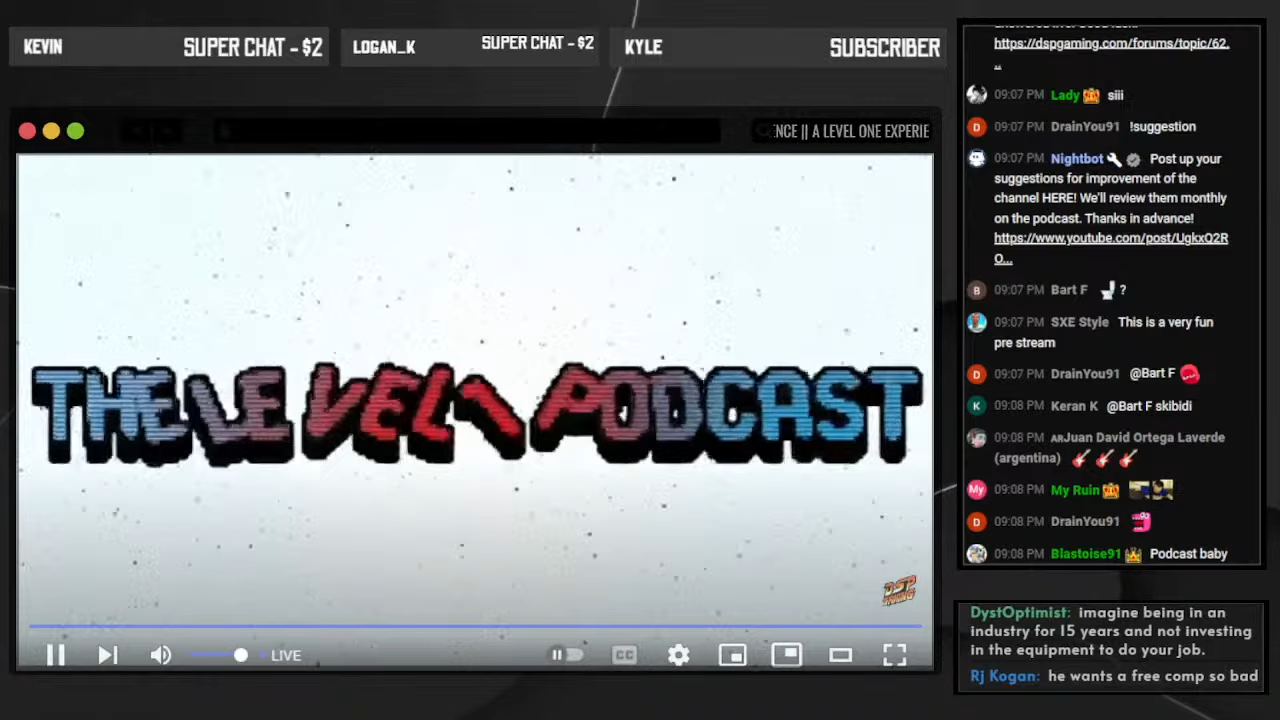 KEVIN SUPER CHAT - $2
LOGAN_K SUPER CHAT - $2
KYLE SUBSCRIBER
ENCE || A LEVEL ONE EXPERIE
THE LEVEL 1 PODCAST
DSP GAMING
LIVE
CC
https://dspgaming.com/forums/topic/62.
..
09:07 PM Lady siii
09:07 PM DrainYou91 !suggestion
09:07 PM Nightbot Post up your
suggestions for improvement of the
channel HERE! We'll review them monthly
on the podcast. Thanks in advance!
https://www.youtube.com/post/UgkxQ2R
O...
09:07 PM Bart F ?
09:07 PM SXE Style This is a very fun
pre stream
09:07 PM DrainYou91 @Bart F
09:08 PM Keran K @Bart F skibidi
09:08 PM ARJuan David Ortega Laverde
(argentina)
09:08 PM My Ruin
09:08 PM DrainYou91
09:08 PM Blastoise91 Podcast baby
DystOptimist: imagine being in an
industry for 15 years and not investing
in the equipment to do your job.
Rj Kogan: he wants a free comp so bad